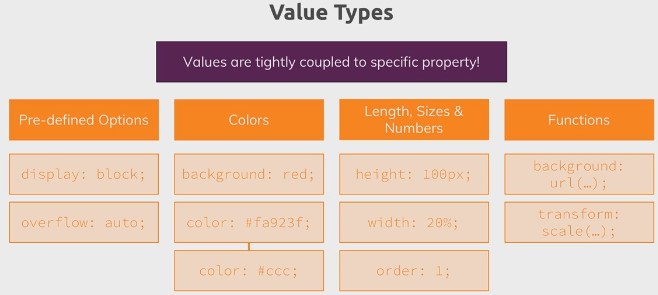 Value Types
Values are tightly coupled to specific property!
Pre-defined Options
Colors
Length, Sizes &
Numbers
Functions
display: block;
background: red;
height: 100px;
background:
url(…);
overflow: auto;
color: #fa923f;
width: 20%;
transform:
scale(…);
color: #ccc;
order: 1;